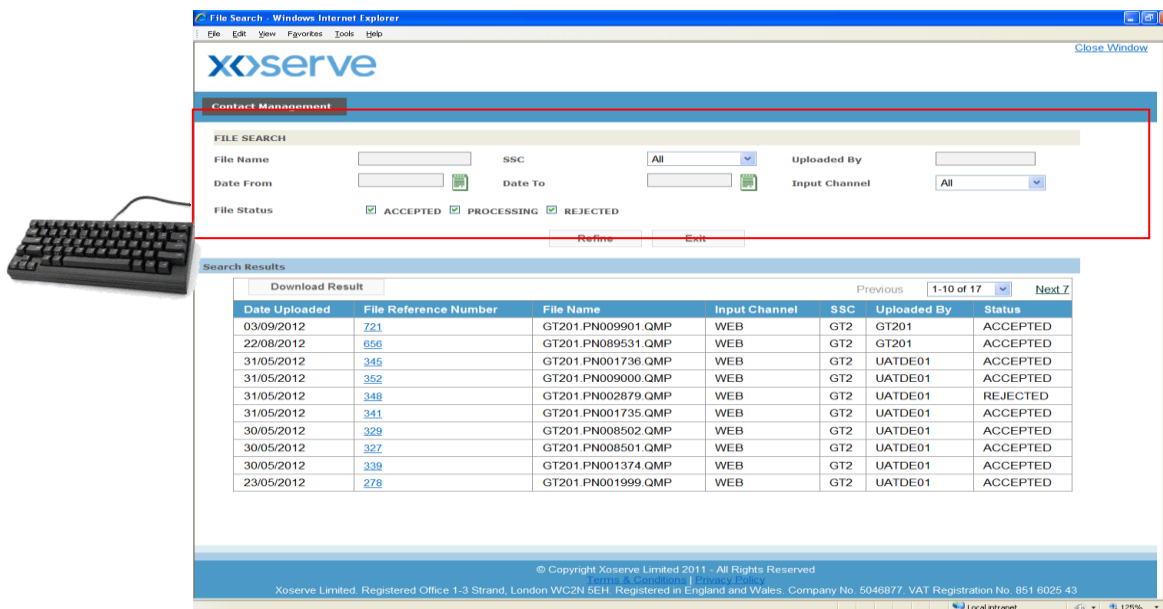 File Search - Windows Internet Explorer
File Edit View Favorites Tools Help
Close Window
xoserve
Contact Management
FILE SEARCH
File Name SSC All Uploaded By
Date From Date To Input Channel All
File Status ACCEPTED PROCESSING REJECTED
Refine Exit
Search Results
Download Result Previous 1-10 of 17 Next 7
Date Uploaded File Reference Number File Name Input Channel SSC Uploaded By Status
03/09/2012 721 GT201.PN009901.QMP WEB GT2 GT201 ACCEPTED
22/08/2012 656 GT201.PN089531.QMP WEB GT2 GT201 ACCEPTED
31/05/2012 345 GT201.PN001736.QMP WEB GT2 UATDE01 ACCEPTED
31/05/2012 352 GT201.PN009000.QMP WEB GT2 UATDE01 ACCEPTED
31/05/2012 348 GT201.PN002879.QMP WEB GT2 UATDE01 REJECTED
31/05/2012 341 GT201.PN001735.QMP WEB GT2 UATDE01 ACCEPTED
30/05/2012 329 GT201.PN008502.QMP WEB GT2 UATDE01 ACCEPTED
30/05/2012 327 GT201.PN008501.QMP WEB GT2 UATDE01 ACCEPTED
30/05/2012 339 GT201.PN001374.QMP WEB GT2 UATDE01 ACCEPTED
23/05/2012 278 GT201.PN001999.QMP WEB GT2 UATDE01 ACCEPTED
© Copyright Xoserve Limited 2011 - All Rights Reserved
Terms & Conditions | Privacy Policy
Xoserve Limited. Registered Office 1-3 Strand, London WC2N 5EH. Registered in England and Wales. Company No. 5046877. VAT Registration No. 851 6025 43
Local intranet 125%